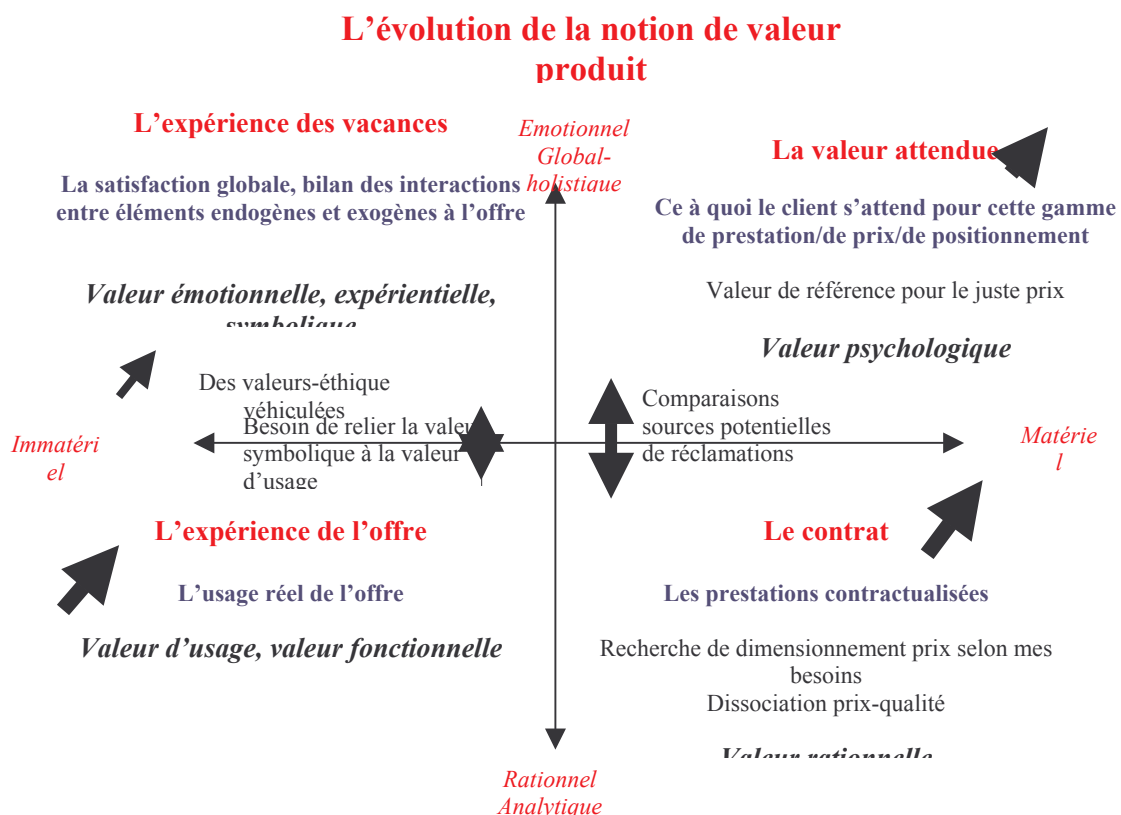 L’évolution de la notion de valeur
produit
L’expérience des vacances
La satisfaction globale, bilan des interactions
entre éléments endogènes et exogènes à l’offre
Valeur émotionnelle, expérientielle,
symbolique
Emotionnel
Global-
holistique
La valeur attendue
Ce à quoi le client s’attend pour cette gamme
de prestation/de prix/de positionnement
Valeur de référence pour le juste prix
Valeur psychologique
Des valeurs-éthique
véhiculées
Besoin de relier la valeur
symbolique à la valeur
d’usage
Comparaisons
sources potentielles
de réclamations
Immatéri
el
Matérie
l
L’expérience de l’offre
L’usage réel de l’offre
Valeur d’usage, valeur fonctionnelle
Le contrat
Les prestations contractualisées
Recherche de dimensionnement prix selon mes
besoins
Dissociation prix-qualité
Valeur rationnelle
Rationnel
Analytique